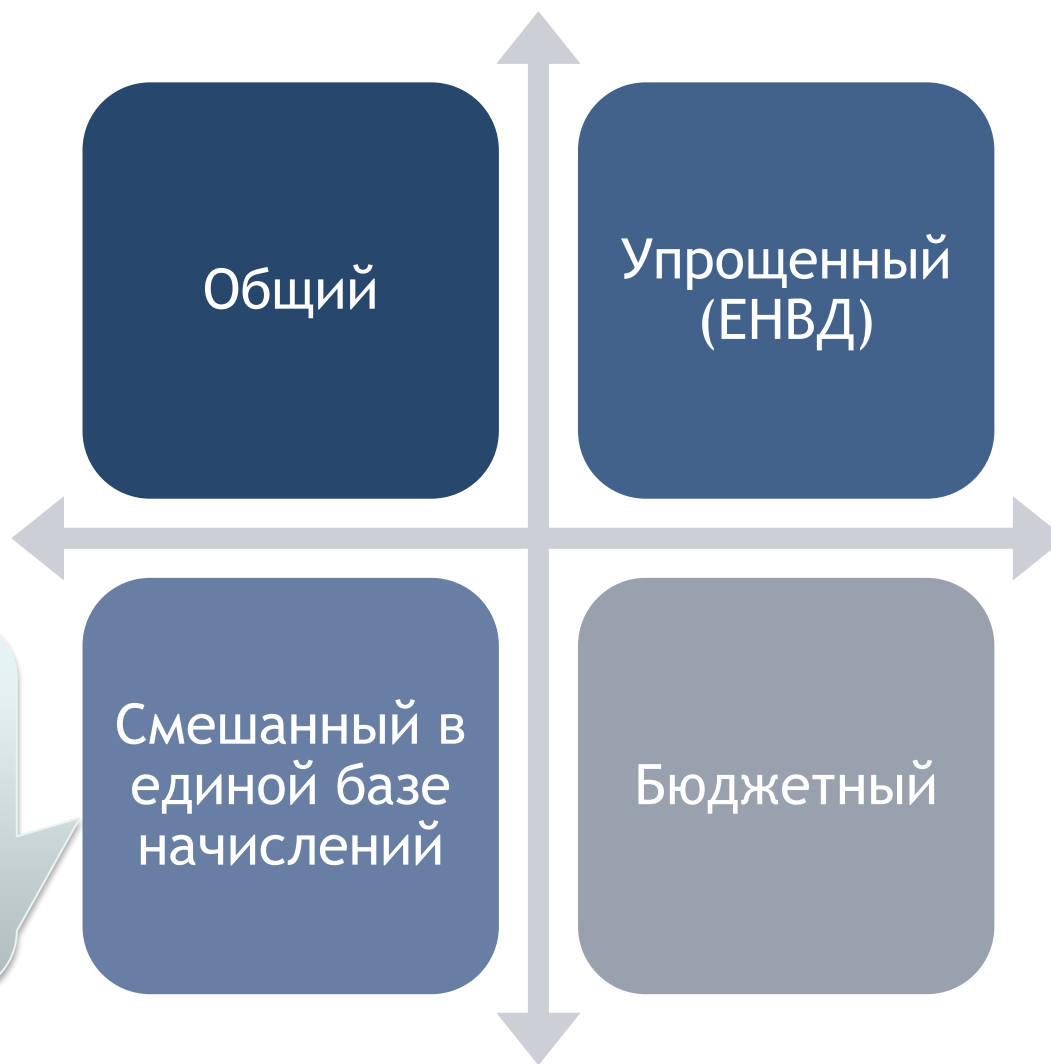 Общий
Упрощенный
(ЕНВД)
Смешанный в
единой базе
начислений
Бюджетный